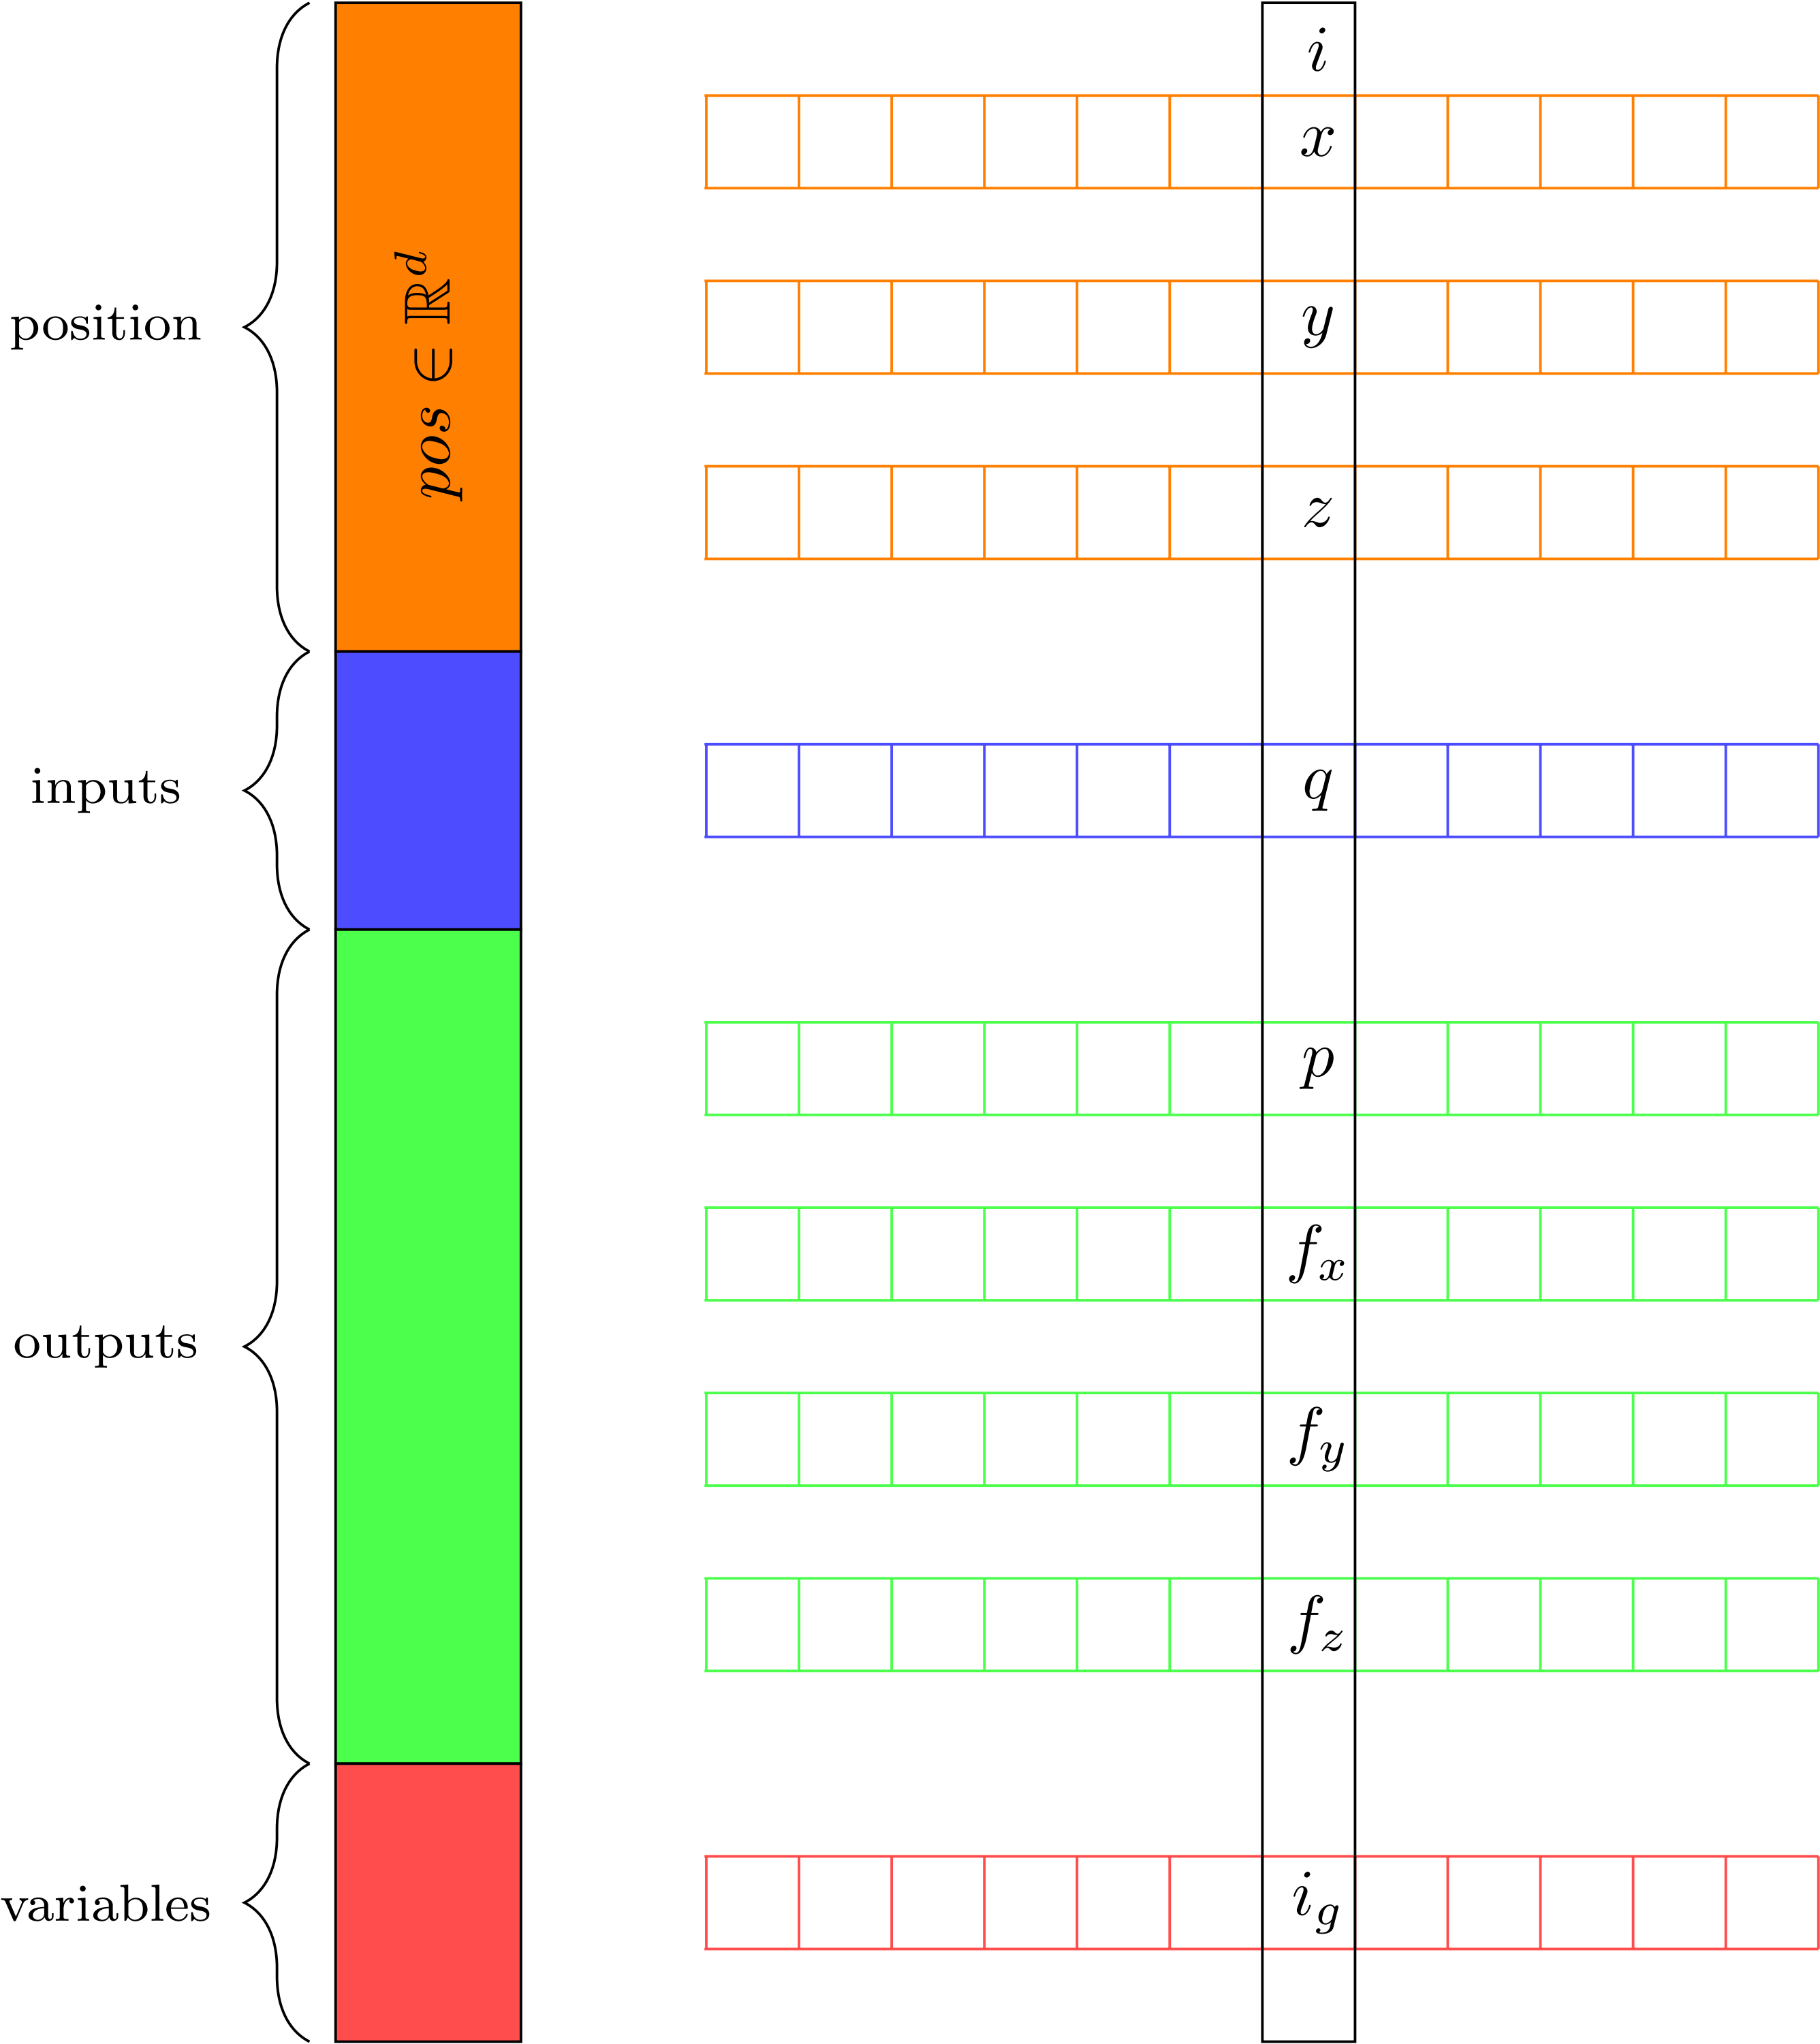 i
x
position
pos ∈ ℝ^d
y
z
inputs
q
p
f_x
outputs
f_y
f_z
variables
i_g